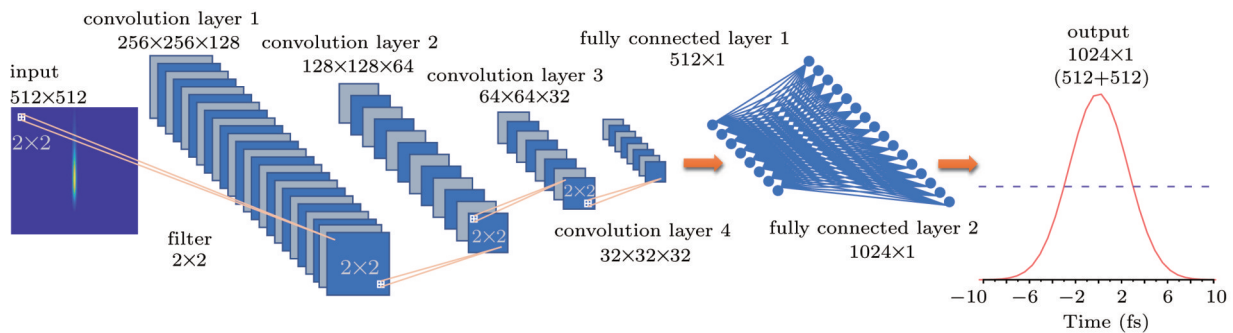 input
512×512
2×2
convolution layer 1
256×256×128
filter
2×2
2×2
convolution layer 2
128×128×64
2×2
convolution layer 3
64×64×32
2×2
convolution layer 4
32×32×32
fully connected layer 1
512×1
fully connected layer 2
1024×1
output
1024×1
(512+512)
−10 −6 −2 2 6 10
Time (fs)